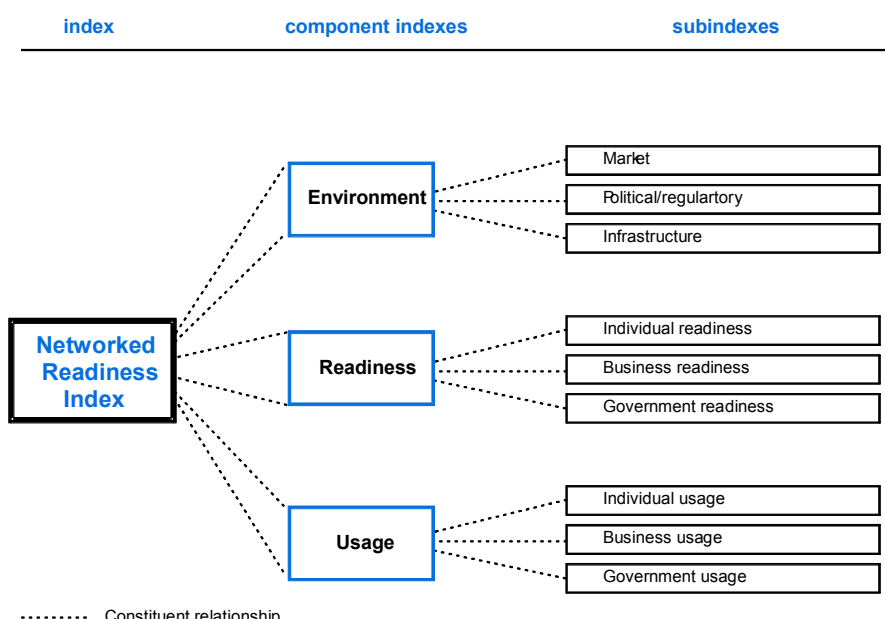 index component indexes subindexes
Market
Environment
Political/regulartory
Infrastructure
Networked
Readiness
Index
Individual readiness
Readiness
Business readiness
Government readiness
Individual usage
Usage
Business usage
Government usage
Constituent relationship